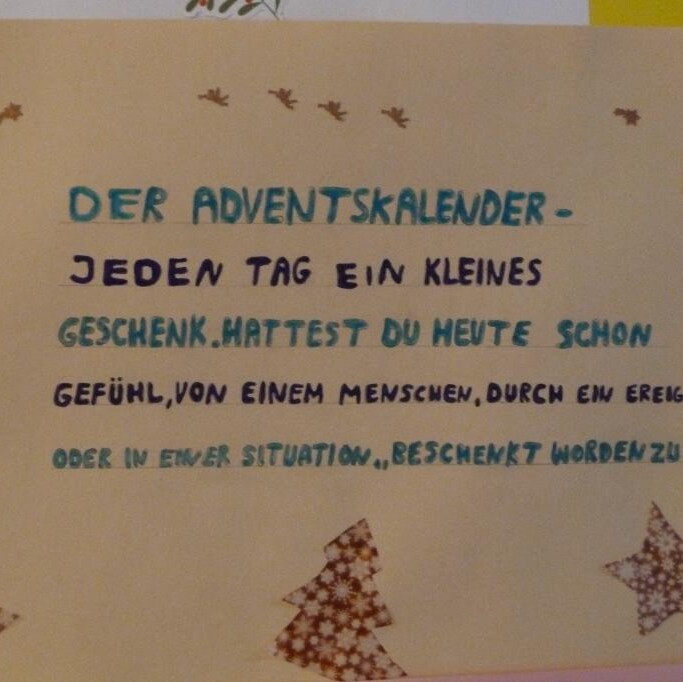 DER ADVENTSKALENDER -
JEDEN TAG EIN KLEINES
GESCHENK. HATTEST DU HEUTE SCHON
GEFÜHL, VON EINEM MENSCHEN, DURCH EIN EREIG
ODER IN EINER SITUATION „BESCHENKT WORDEN ZU